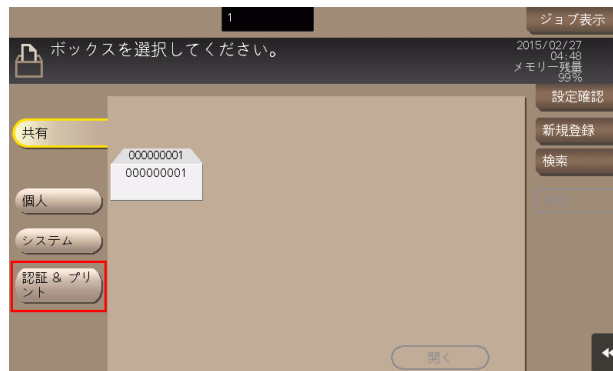 1
ジョブ表示
ボックスを選択してください。
2015/02/27
04:48
メモリー残量
99%
設定確認
共有
新規登録
000000001
検索
000000001
個人
システム
認証 & プリ
ント
開く